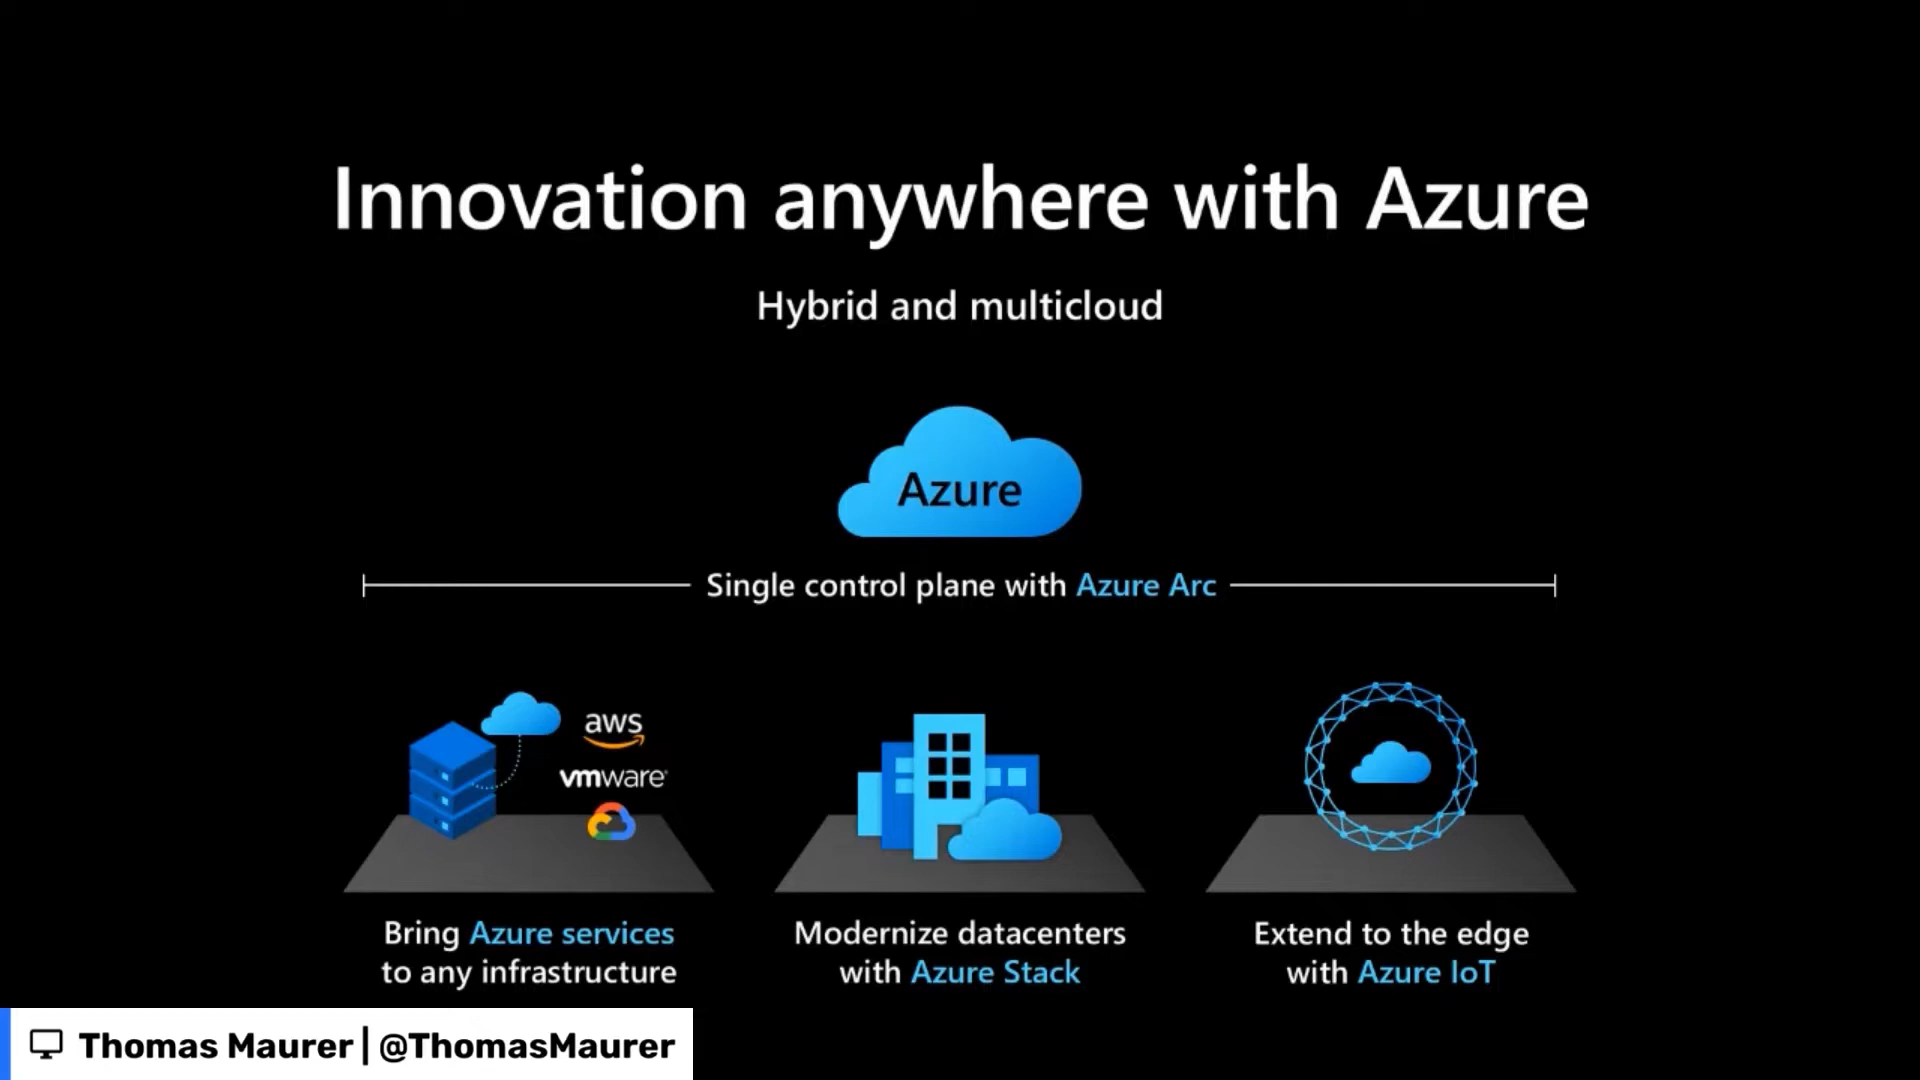 Innovation anywhere with Azure
Hybrid and multicloud
Azure
Single control plane with Azure Arc
aws
vmware
Bring Azure services
to any infrastructure
Modernize datacenters
with Azure Stack
Extend to the edge
with Azure IoT
Thomas Maurer | @ThomasMaurer